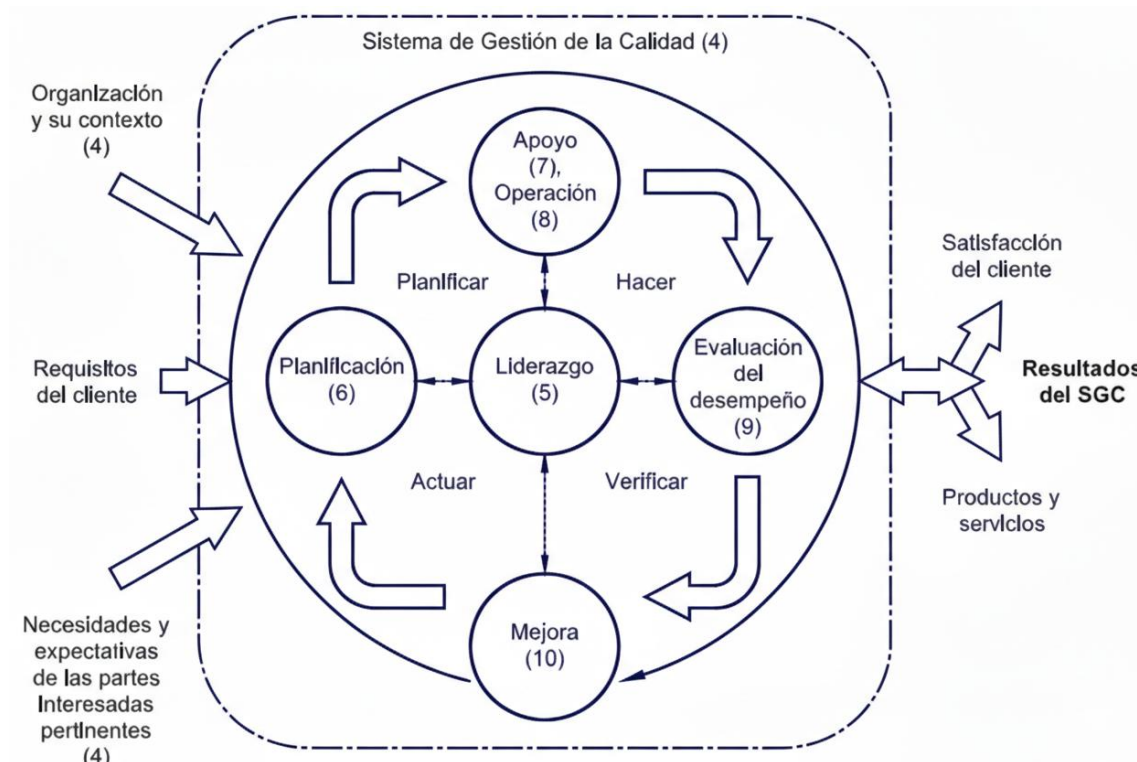 Sistema de Gestión de la Calidad (4)
Organización
y su contexto
(4)
Apoyo
(7),
Operación
(8)
Satisfacción
del cliente
Planificar
Hacer
Requisitos
del cliente
Planificación
(6)
Liderazgo
(5)
Evaluación
del
desempeño
(9)
Resultados
del SGC
Actuar
Verificar
Productos y
servicios
Necesidades y
expectativas
de las partes
interesadas
pertinentes
(4)
Mejora
(10)